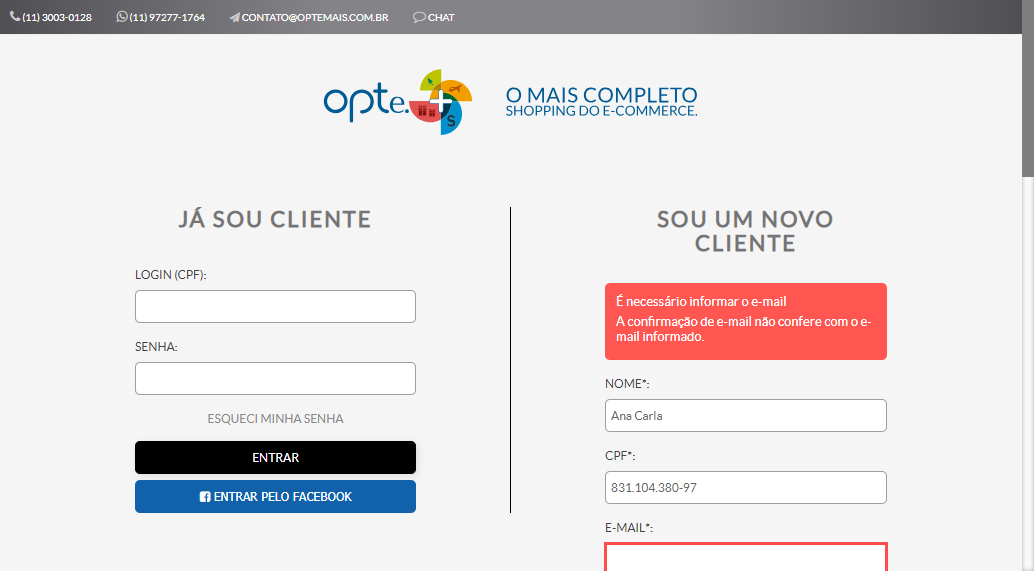 (11) 3003-0128 (11) 97277-1764 CONTATO@OPTEMAIS.COM.BR CHAT
opte.
$
O MAIS COMPLETO
SHOPPING DO E-COMMERCE.
JÁ SOU CLIENTE
LOGIN (CPF):
SENHA:
ESQUECI MINHA SENHA
ENTRAR
ENTRAR PELO FACEBOOK
SOU UM NOVO
CLIENTE
É necessário informar o e-mail
A confirmação de e-mail não confere com o e-
mail informado.
NOME*:
Ana Carla
CPF*:
831.104.380-97
E-MAIL*: